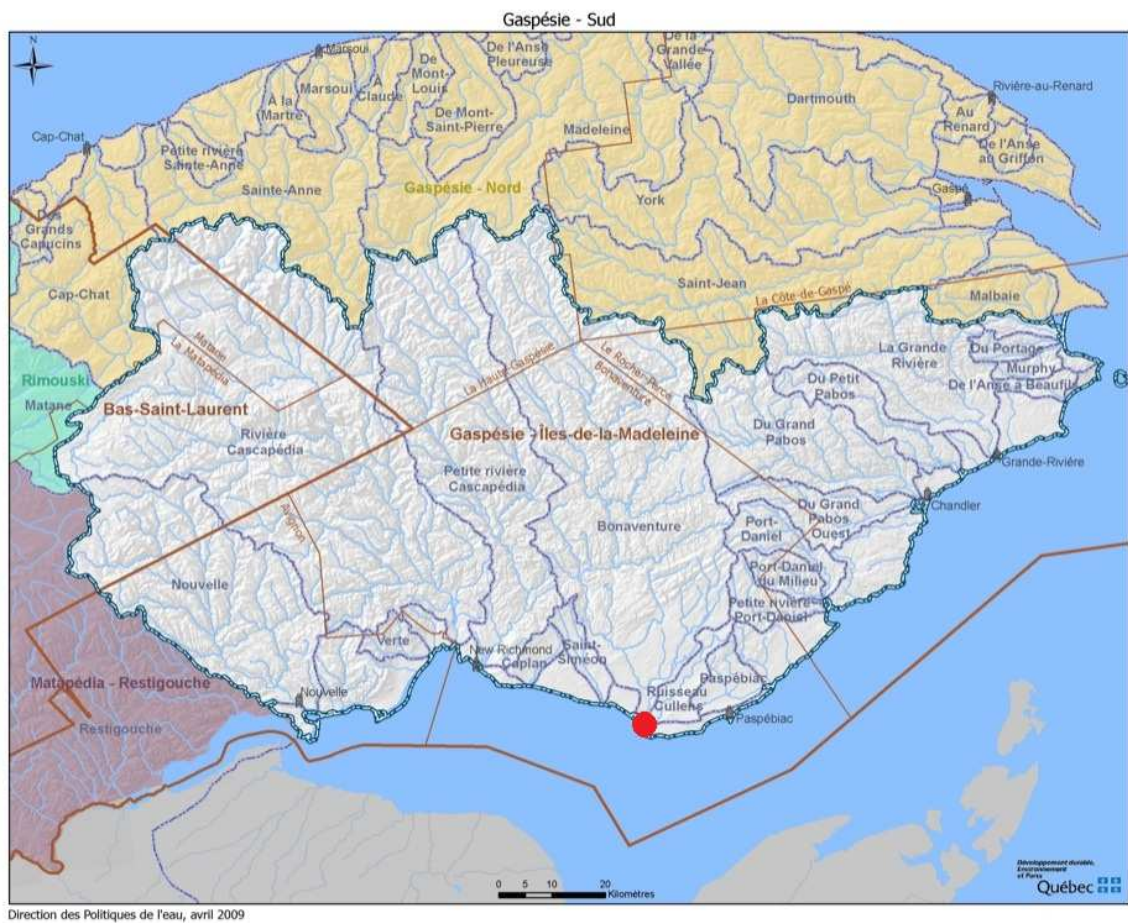 Gaspésie - Sud
N
Marsoui
De l'Anse
Pleureuse
De la
Grande
Vallée
À
Claude
De
Mont-
Louis
Marsoui
À la
Martre
De Mont-
Saint-Pierre
Dartmouth
Rivière-au-Renard
Au
Renard
Cap-Chat
Madeleine
De l'Anse
au Griffon
Petite rivière
Sainte-Anne
Sainte-Anne
Gaspésie - Nord
York
Gaspé
Des
Grands
Capucins
Saint-Jean
Cap-Chat
La Côte-de-Gaspé
Malbaie
Matane
La Matapédia
La Haute-Gaspésie
Le Rocher-Percé
Bonaventure
La Grande
Rivière
Du Portage
Murphy
De l'Anse à Beaufils
Rimouski
Matane
Du Petit
Pabos
Bas-Saint-Laurent
Rivière
Cascapédia
Gaspésie - Îles-de-la-Madeleine
Du Grand
Pabos
Petite rivière
Cascapédia
Grande-Rivière
Chandler
Avignon
Bonaventure
Port-
Daniel
Du Grand
Pabos
Ouest
Nouvelle
Port-Daniel
du Milieu
Petite rivière
Port-Daniel
Verte
New Richmond
Caplan
Saint-
Siméon
Paspébiac
Matapédia - Restigouche
Nouvelle
Ruisseau
Cullens
Paspébiac
Restigouche
0 5 10 20
Kilomètres
Développement durable,
Environnement
et Parcs
Québec
Direction des Politiques de l'eau, avril 2009